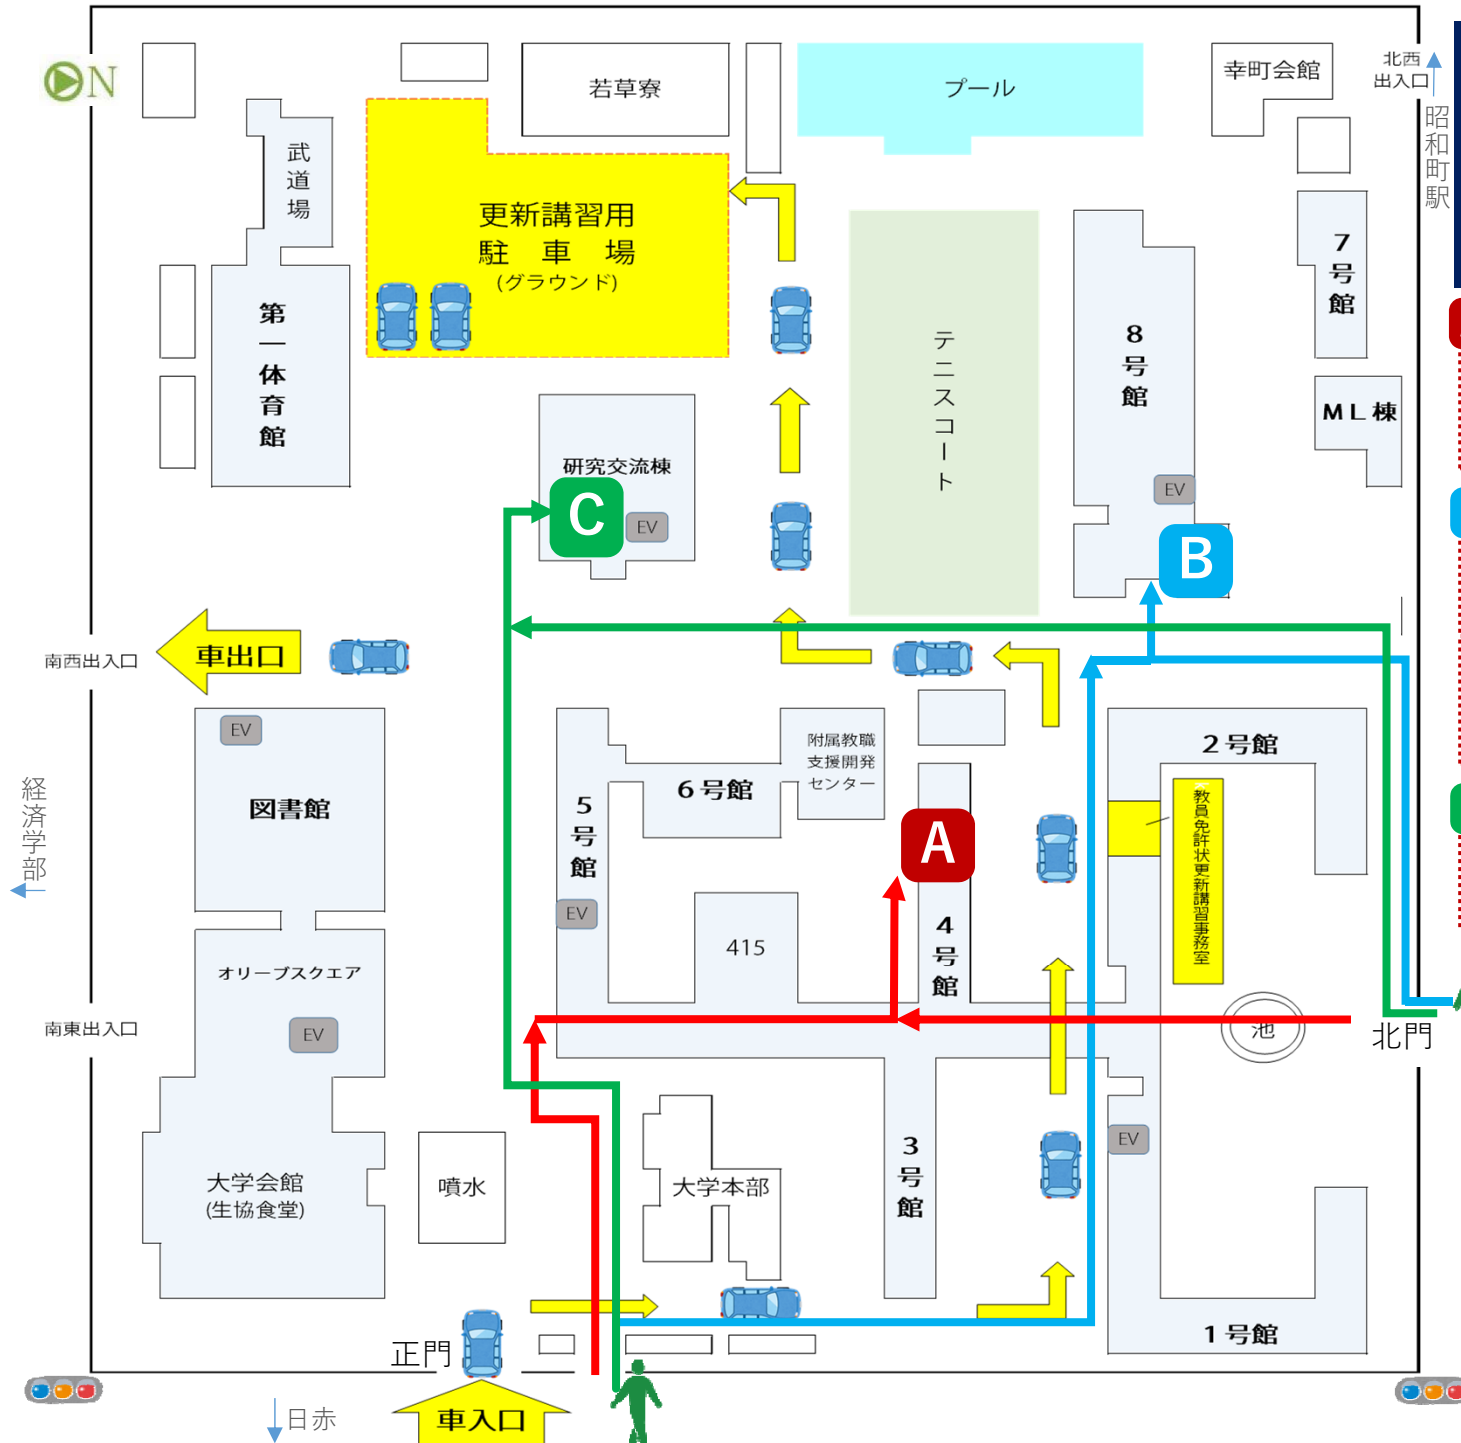 N
若草寮
プール
幸町会館
北西
出入口
昭和町駅
武道場
更新講習用
駐車場
(グラウンド)
7号館
第一体育館
テニスコート
8号館
ML棟
研究交流棟
EV
C
EV
B
車出口
南西出入口
EV
附属教職
支援開発
センター
2号館
6号館
5号館
図書館
経済学部
教員免許状更新講習事務室
A
EV
415
4号館
オリーブスクエア
EV
南東出入口
池
北門
EV
3号館
大学会館
(生協食堂)
噴水
大学本部
1号館
正門
車入口
日赤